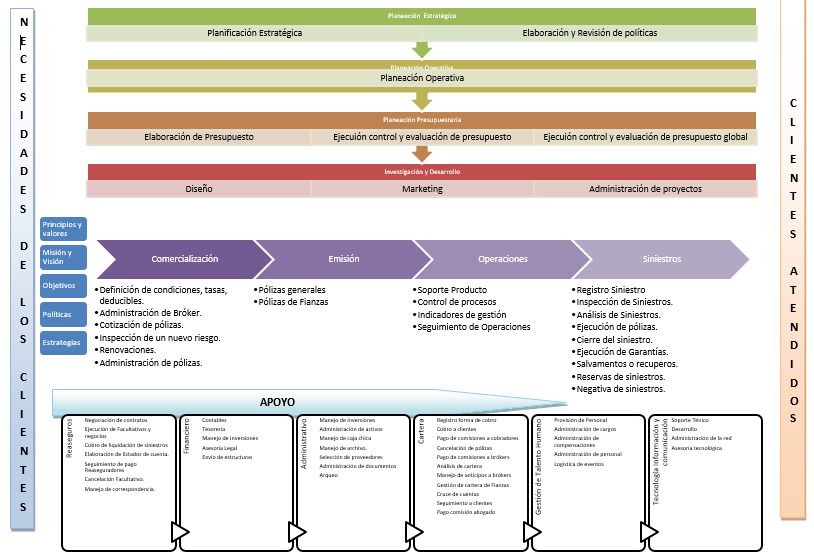 NECESIDADES DE LOS CLIENTES
Planeación Estratégica
Planificación Estratégica
Elaboración y Revisión de políticas
Planeación Operativa
Planeación Operativa
Planeación Presupuestaria
Elaboración de Presupuesto
Ejecuión control y evaluación de presupuesto
Ejecuión control y evaluación de presupuesto global
Investigación y Desarrollo
Diseño
Marketing
Administración de proyectos
Principios y
valores
Misión y
Visión
Objetivos
Políticas
Estrategias
Comercialización
•Definición de condiciones, tasas,
deducibles.
•Administración de Bróker.
•Cotización de pólizas.
•Inspección de un nuevo riesgo.
•Renovaciones.
•Administración de pólizas.
Emisión
•Pólizas generales
•Pólizas de Fianzas
Operaciones
•Soporte Producto
•Control de procesos
•Indicadores de gestión
•Seguimiento de Operaciones
Siniestros
•Registro Siniestro
•Inspección de Siniestros.
•Análisis de Siniestros.
•Ejecución de pólizas.
•Cierre del siniestro.
•Ejecución de Garantías.
•Salvamentos o recuperos.
•Reservas de siniestros.
•Negativa de siniestros.
APOYO
Reaseguros
Negociación de contratos
Ejecución de Facultativos y
negocios
Cobro de liquidación de siniestros
Elaboración de Estados de cuenta.
Seguimiento de pago
Reaseguradores
Cancelación Facultativo.
Manejo de correspondencia.
Financiero
Contables
Tesorería
Manejo de Inversiones
Asesoría Legal
Envío de estructuras
Administrativo
Manejo de Inversiones
Administración de activos
Manejo de caja chica
Manejo de archivo.
Selección de proveedores
Administración de documentos
Arqueo
Cartera
Registro forma de cobro
Cobro a clientes
Pago de comisiones a cobradores
Cancelación de pólizas
Pago de comisiones a brókers
Análisis de cartera
Manejo de anticipos a brókers
Gestión de cartera de Fianzas
Cruce de cuentas
Seguimiento a clientes
Pago comisión abogado
Gestión de Talento Humano
Provisión de Personal
Administración de cargos
Administración de
compensaciones
Administración de personal
Logística de eventos
Tecnología Información y
comunicación
Soporte Ténico
Desarrollo
Administración de la red
Asesoría tecnológica
CLIENTES ATENDIDOS